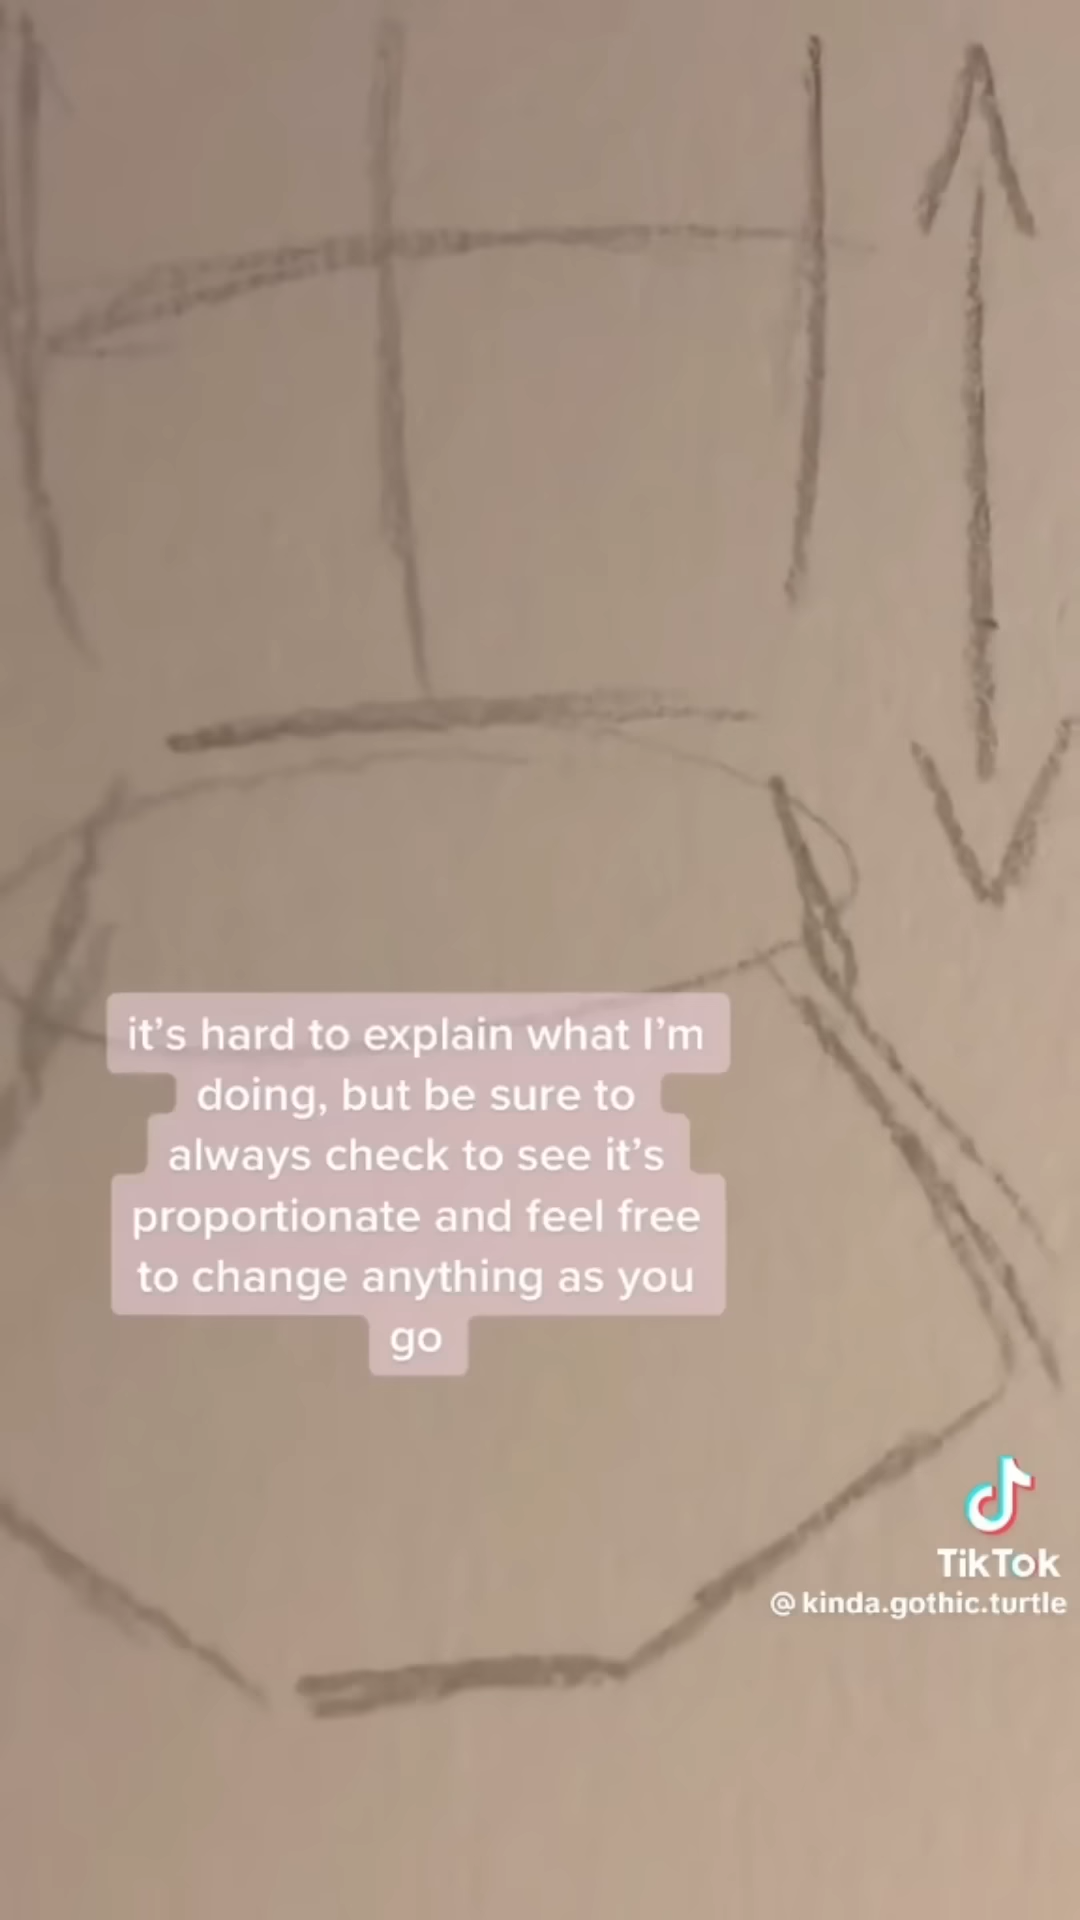 it’s hard to explain what I’m
doing, but be sure to
always check to see it’s
proportionate and feel free
to change anything as you
go
TikTok
@kinda.gothic.turtle